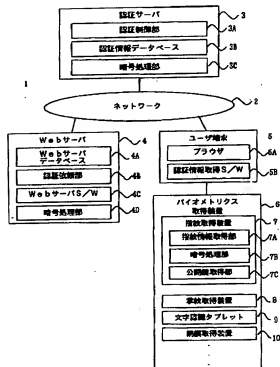 認証サーバ
3
認証制御部
3A
認証情報データベース
3B
暗号処理部
3C
1
ネットワーク
2
Webサーバ
4
Webサーバ
データベース
4A
認証依頼部
4B
WebサーバS/W
4C
暗号処理部
4D
ユーザ端末
5
ブラウザ
5A
認証情報取得S/W
5B
バイオメトリクス
取得装置
6
指紋取得装置
7
指紋情報取得部
7A
暗号処理部
7B
公開鍵取得部
7C
掌紋取得装置
8
文字認識タブレット
9
網膜取得装置
10